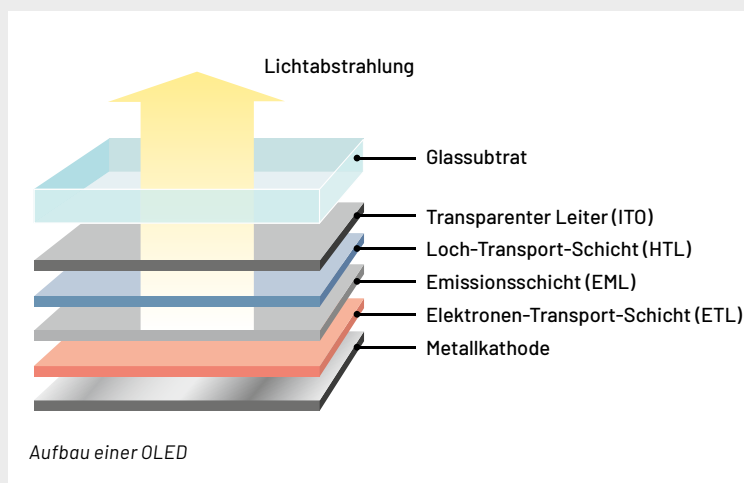 Lichtabstrahlung
Glassubtrat
Transparenter Leiter (ITO)
Loch-Transport-Schicht (HTL)
Emissionsschicht (EML)
Elektronen-Transport-Schicht (ETL)
Metallkathode
Aufbau einer OLED